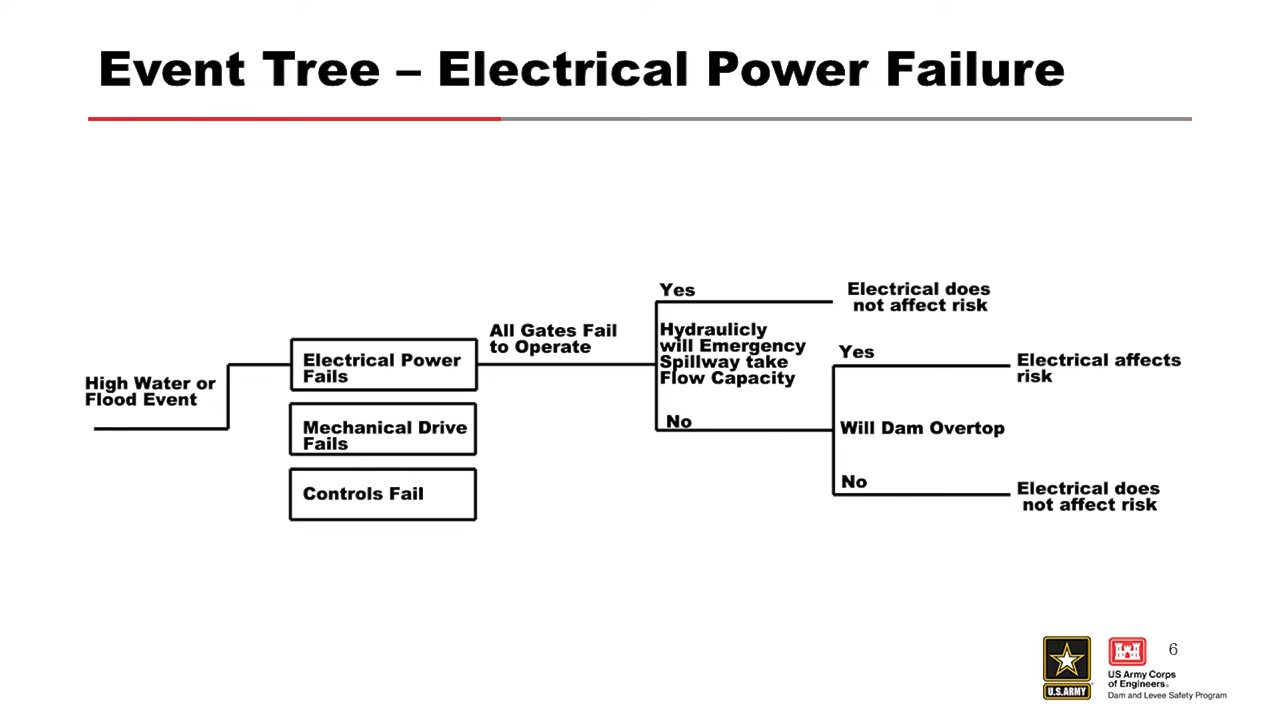 Event Tree – Electrical Power Failure
High Water or
Flood Event
Electrical Power
Fails
Mechanical Drive
Fails
Controls Fail
All Gates Fail
to Operate
Yes
Hydraulicly
will Emergency
Spillway take
Flow Capacity
No
Electrical does
not affect risk
Yes
Will Dam Overtop
No
Electrical affects
risk
Electrical does
not affect risk
U.S.ARMY
US Army Corps
of Engineers®
Dam and Levee Safety Program
6